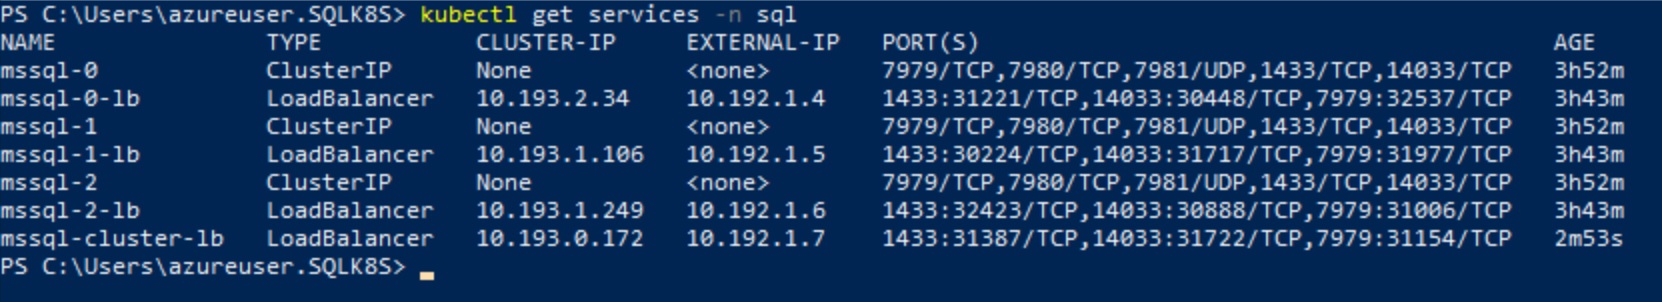 PS C:\Users\azureuser.SQLK8S> kubectl get services -n sql
NAME TYPE CLUSTER-IP EXTERNAL-IP PORT(S) AGE
mssql-0 ClusterIP None <none> 7979/TCP,7980/TCP,7981/UDP,1433/TCP,14033/TCP 3h52m
mssql-0-lb LoadBalancer 10.193.2.34 10.192.1.4 1433:31221/TCP,14033:30448/TCP,7979:32537/TCP 3h43m
mssql-1 ClusterIP None <none> 7979/TCP,7980/TCP,7981/UDP,1433/TCP,14033/TCP 3h52m
mssql-1-lb LoadBalancer 10.193.1.106 10.192.1.5 1433:30224/TCP,14033:31717/TCP,7979:31977/TCP 3h43m
mssql-2 ClusterIP None <none> 7979/TCP,7980/TCP,7981/UDP,1433/TCP,14033/TCP 3h52m
mssql-2-lb LoadBalancer 10.193.1.249 10.192.1.6 1433:32423/TCP,14033:30888/TCP,7979:31006/TCP 3h43m
mssql-cluster-lb LoadBalancer 10.193.0.172 10.192.1.7 1433:31387/TCP,14033:31722/TCP,7979:31154/TCP 2m53s
PS C:\Users\azureuser.SQLK8S>